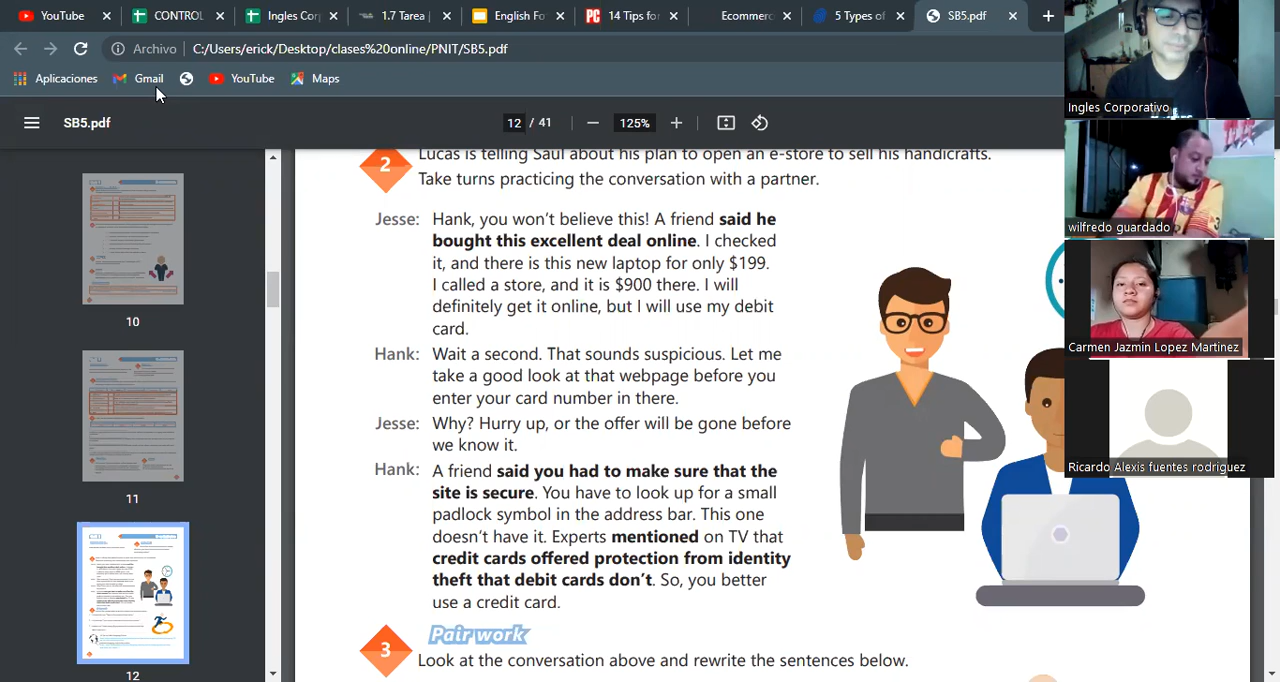 YouTube
CONTROL
Ingles Cor
1.7 Tarea |
English Fo
PC
14 Tips for
Ecommerc
5 Types of
SB5.pdf
Archivo
C:/Users/erick/Desktop/clases%20online/PNIT/SB5.pdf
Aplicaciones
Gmail
YouTube
Maps
SB5.pdf
12 / 41
125%
10
11
12
2
Lucas is telling Saul about his plan to open an e-store to sell his handicrafts.
Take turns practicing the conversation with a partner.
Jesse: Hank, you won't believe this! A friend said he
bought this excellent deal online. I checked
it, and there is this new laptop for only $199.
I called a store, and it is $900 there. I will
definitely get it online, but I will use my debit
card.
Hank: Wait a second. That sounds suspicious. Let me
take a good look at that webpage before you
enter your card number in there.
Jesse: Why? Hurry up, or the offer will be gone before
we know it.
Hank: A friend said you had to make sure that the
site is secure. You have to look up for a small
padlock symbol in the address bar. This one
doesn't have it. Experts mentioned on TV that
credit cards offered protection from identity
theft that debit cards don't. So, you better
use a credit card.
3
Pair work
Look at the conversation above and rewrite the sentences below.
Ingles Corporativo
wilfredo guardado
Carmen Jazmin Lopez Martinez
Ricardo Alexis fuentes rodriguez